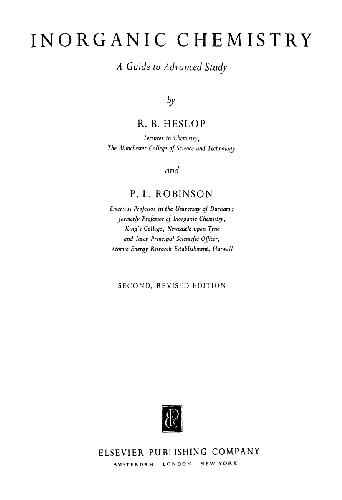 INORGANIC CHEMISTRY
A Guide to Advanced Study
by
R. B. HESLOP
Lecturer in Chemistry,
The Manchester College of Science and Technology
and
P. L. ROBINSON
Emeritus Professor in the University of Durham;
formerly Professor of Inorganic Chemistry,
King's College, Newcastle upon Tyne
and later Principal Scientific Officer,
Atomic Energy Research Establishment, Harwell
SECOND, REVISED EDITION
ELSEVIER PUBLISHING COMPANY
AMSTERDAM LONDON NEW YORK